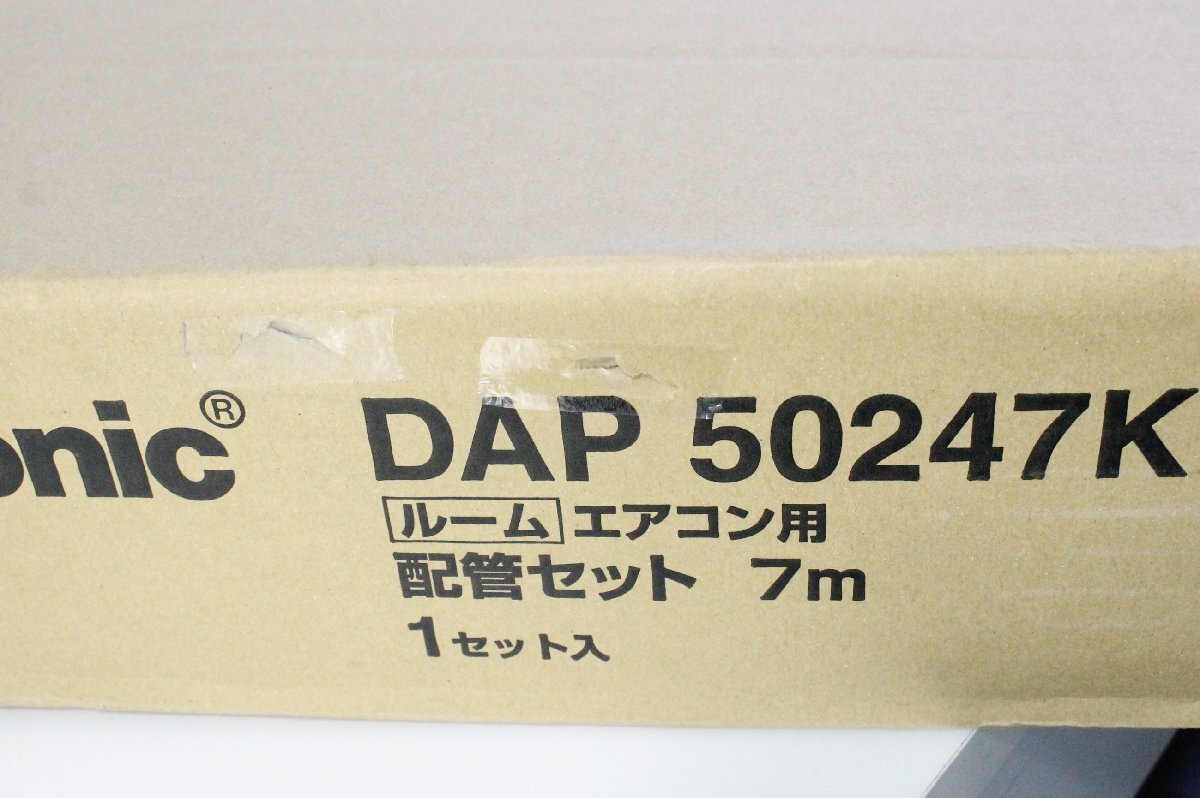 onic® DAP 50247K
ルーム エアコン用
配管セット 7m
1セット入